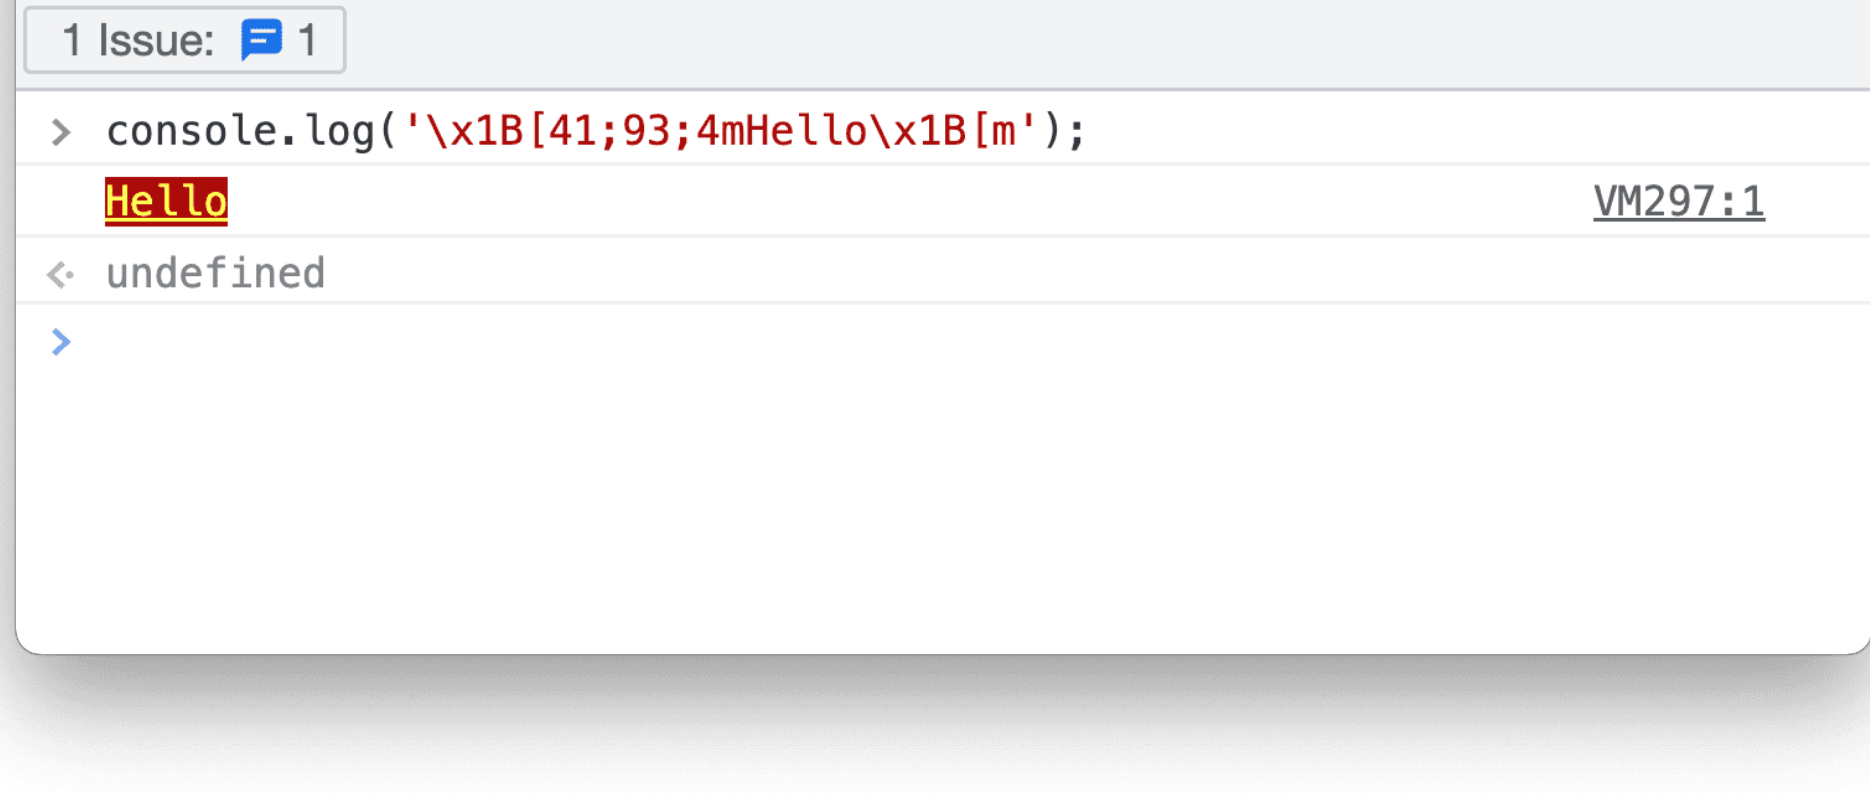 1 Issue: 1
> console.log('\x1B[41;93;4mHello\x1B[m');
Hello VM297:1
undefined
>